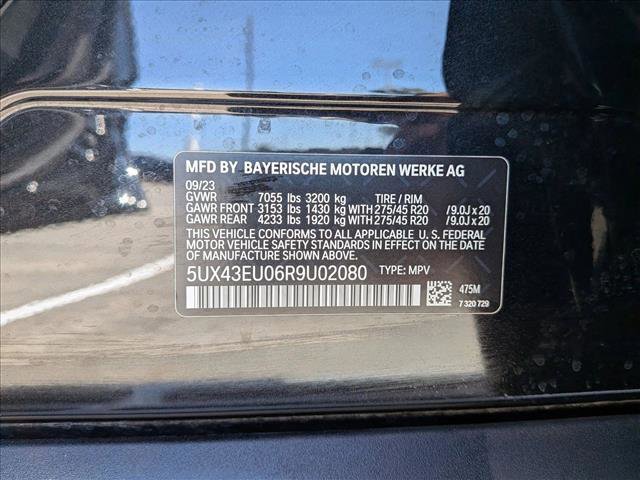 MFD BY BAYERISCHE MOTOREN WERKE AG
09/23
GVWR 7055 lbs 3200 kg TIRE / RIM
GAWR FRONT 3153 lbs 1430 kg WITH 275/45 R20 /9.0J x 20
GAWR REAR 4233 lbs 1920 kg WITH 275/45 R20 /9.0J x 20
THIS VEHICLE CONFORMS TO ALL APPLICABLE U. S. FEDERAL
MOTOR VEHICLE SAFETY STANDARDS IN EFFECT ON THE
DATE OF MANUFACTURE SHOWN ABOVE.
5UX43EU06R9U02080 TYPE: MPV
475M
7 320 729